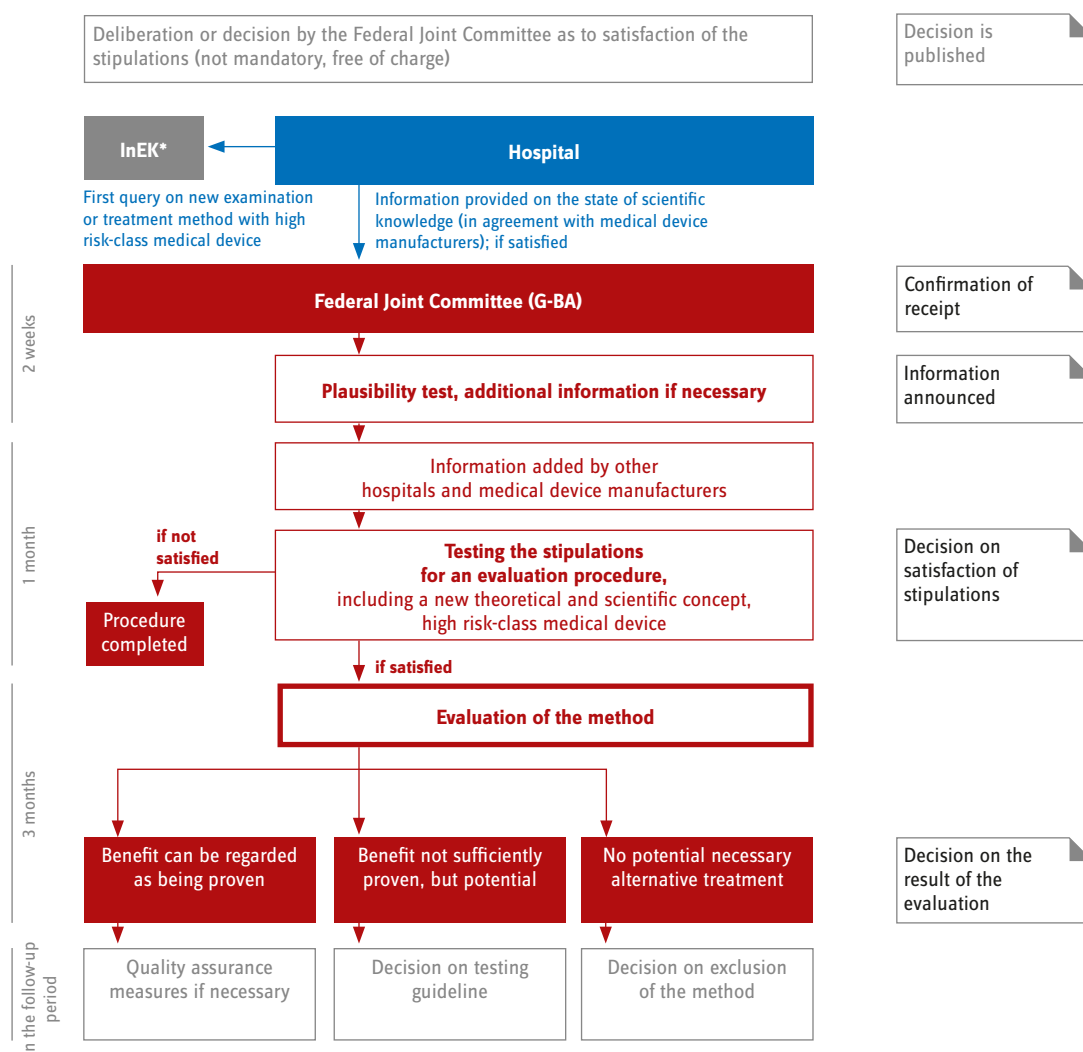 Deliberation or decision by the Federal Joint Committee as to satisfaction of the
stipulations (not mandatory, free of charge)
Decision is
published
InEK*
Hospital
First query on new examination
or treatment method with high
risk-class medical device
Information provided on the state of scientific
knowledge (in agreement with medical device
manufacturers); if satisfied
2 weeks
Federal Joint Committee (G-BA)
Confirmation of
receipt
Plausibility test, additional information if necessary
Information
announced
1 month
Information added by other
hospitals and medical device manufacturers
if not
satisfied
Testing the stipulations
for an evaluation procedure,
including a new theoretical and scientific concept,
high risk-class medical device
Decision on
satisfaction of
stipulations
Procedure
completed
if satisfied
3 months
Evaluation of the method
Benefit can be regarded
as being proven
Benefit not sufficiently
proven, but potential
No potential necessary
alternative treatment
Decision on the
result of the
evaluation
n the follow-up
period
Quality assurance
measures if necessary
Decision on testing
guideline
Decision on exclusion
of the method